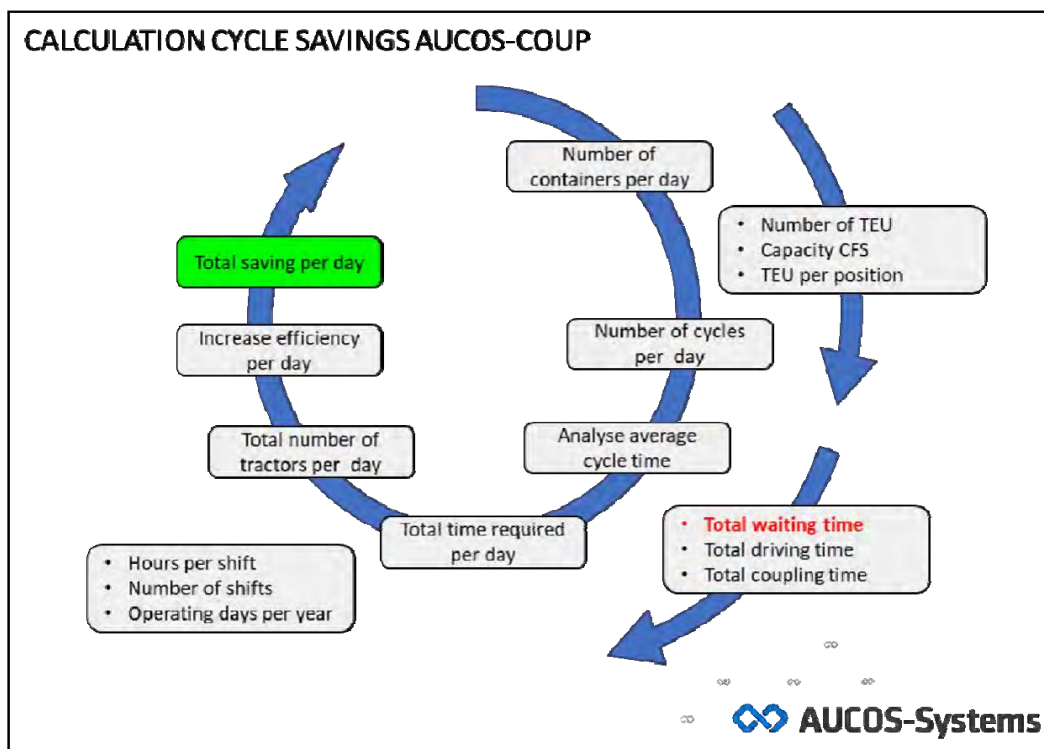 CALCULATION CYCLE SAVINGS AUCOS-COUP
Number of
containers per day
• Number of TEU
• Capacity CFS
• TEU per position
Number of cycles
per day
Analyse average
cycle time
• Total waiting time
• Total driving time
• Total coupling time
Total time required
per day
• Hours per shift
• Number of shifts
• Operating days per year
Total number of
tractors per day
Increase efficiency
per day
Total saving per day
AUCOS-Systems